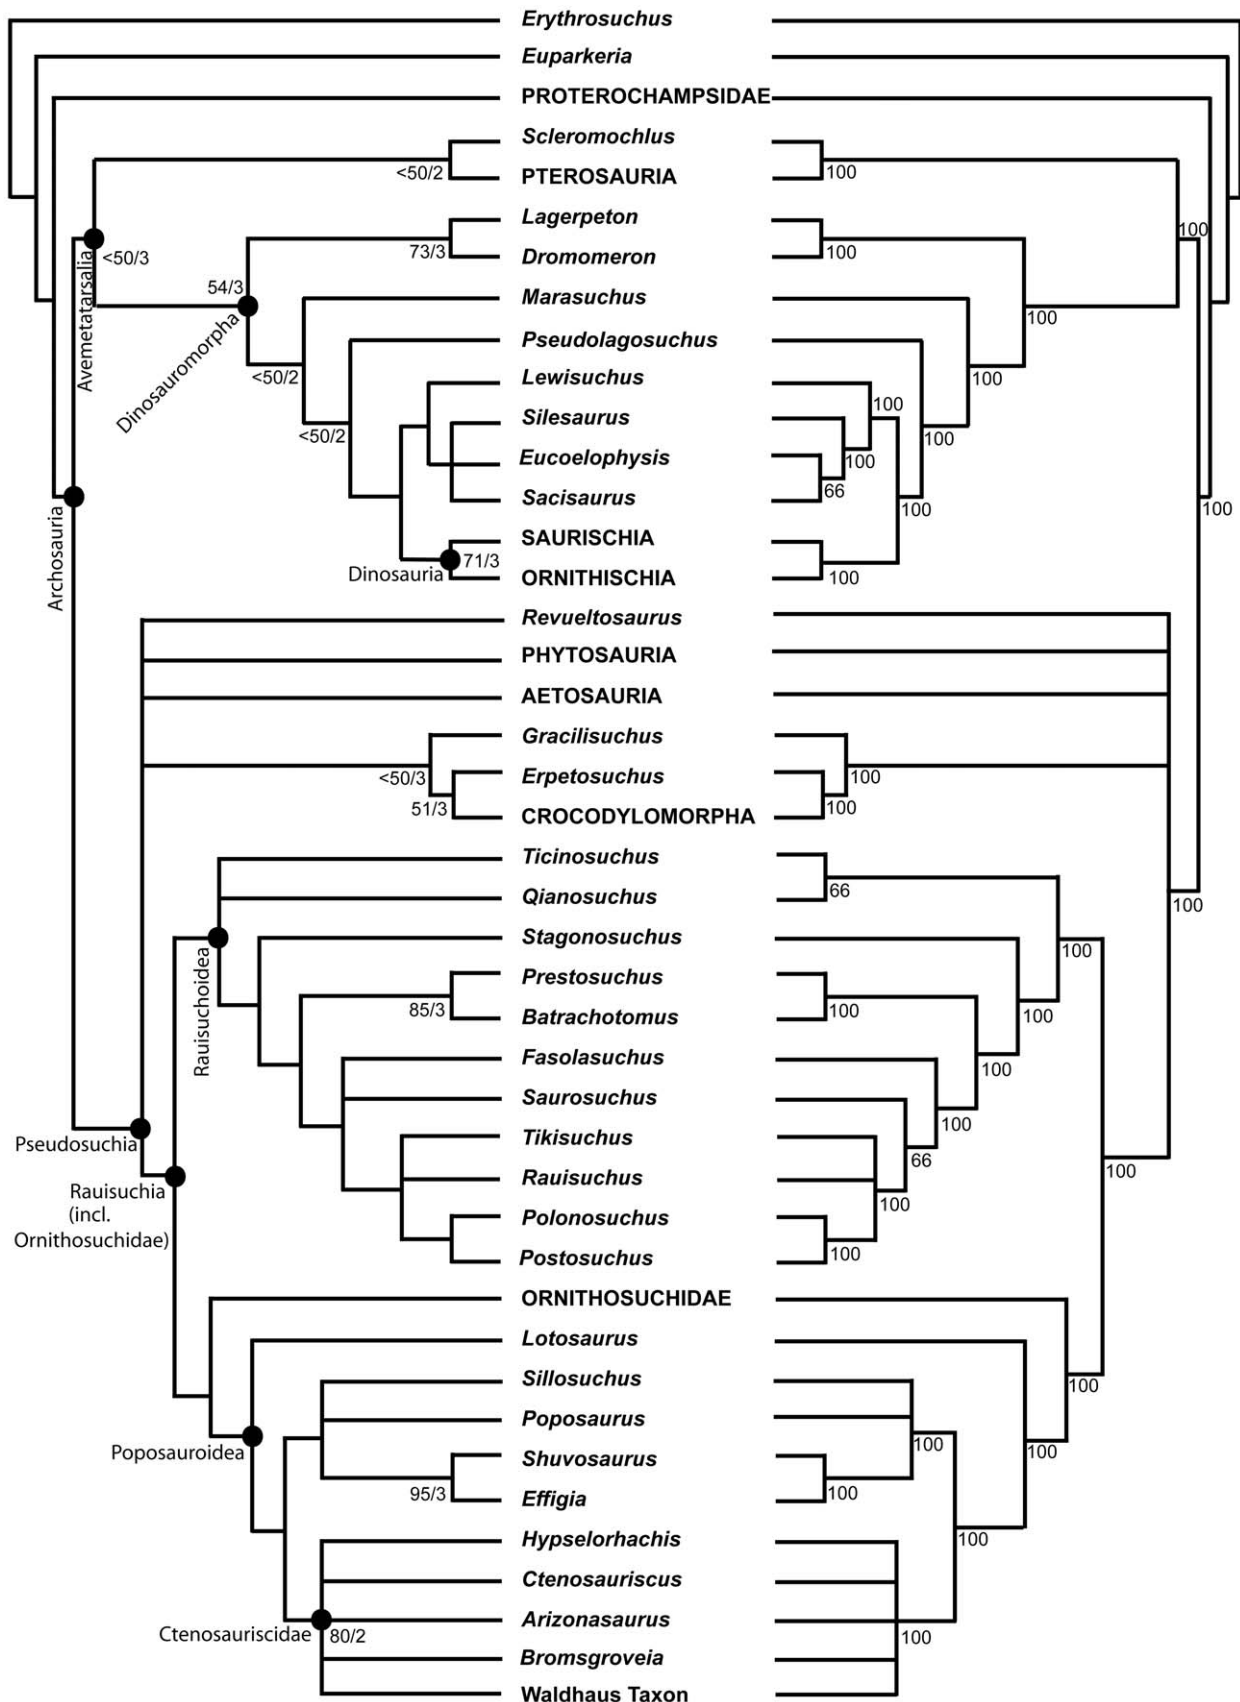 Erythrosuchus
Euparkeria
PROTEROCHAMPSIDAE
Scleromochlus
<50/2
PTEROSAURIA
100
Lagerpeton
100
Avemetatarsalia
<50/3
73/3
Dromomeron
100
54/3
Dinosauromorpha
Marasuchus
100
Pseudolagosuchus
<50/2
Lewisuchus
100
100
Silesaurus
<50/2
100
100
Eucoelophysis
66
Sacisaurus
100
100
Archosauria
SAURISCHIA
71/3
Dinosauria
ORNITHISCHIA
100
Revueltosaurus
PHYTOSAURIA
AETOSAURIA
Gracilisuchus
<50/3
Erpetosuchus
100
51/3
CROCODYLOMORPHA
100
Ticinosuchus
66
Qianosuchus
100
Rauisuchoidea
Stagonosuchus
100
Prestosuchus
85/3
Batrachotomus
100
100
Fasolasuchus
100
Saurosuchus
100
Tikisuchus
66
Pseudosuchia
Rauisuchus
100
Rauisuchia
(incl.
Ornithosuchidae)
100
Polonosuchus
100
Postosuchus
ORNITHOSUCHIDAE
Lotosaurus
100
Sillosuchus
Poposaurus
Poposauroidea
100
100
Shuvosaurus
95/3
Effigia
100
Hypselorhachis
100
Ctenosauriscus
Arizonasaurus
Ctenosauriscidae
80/2
100
Bromsgroveia
Waldhaus Taxon